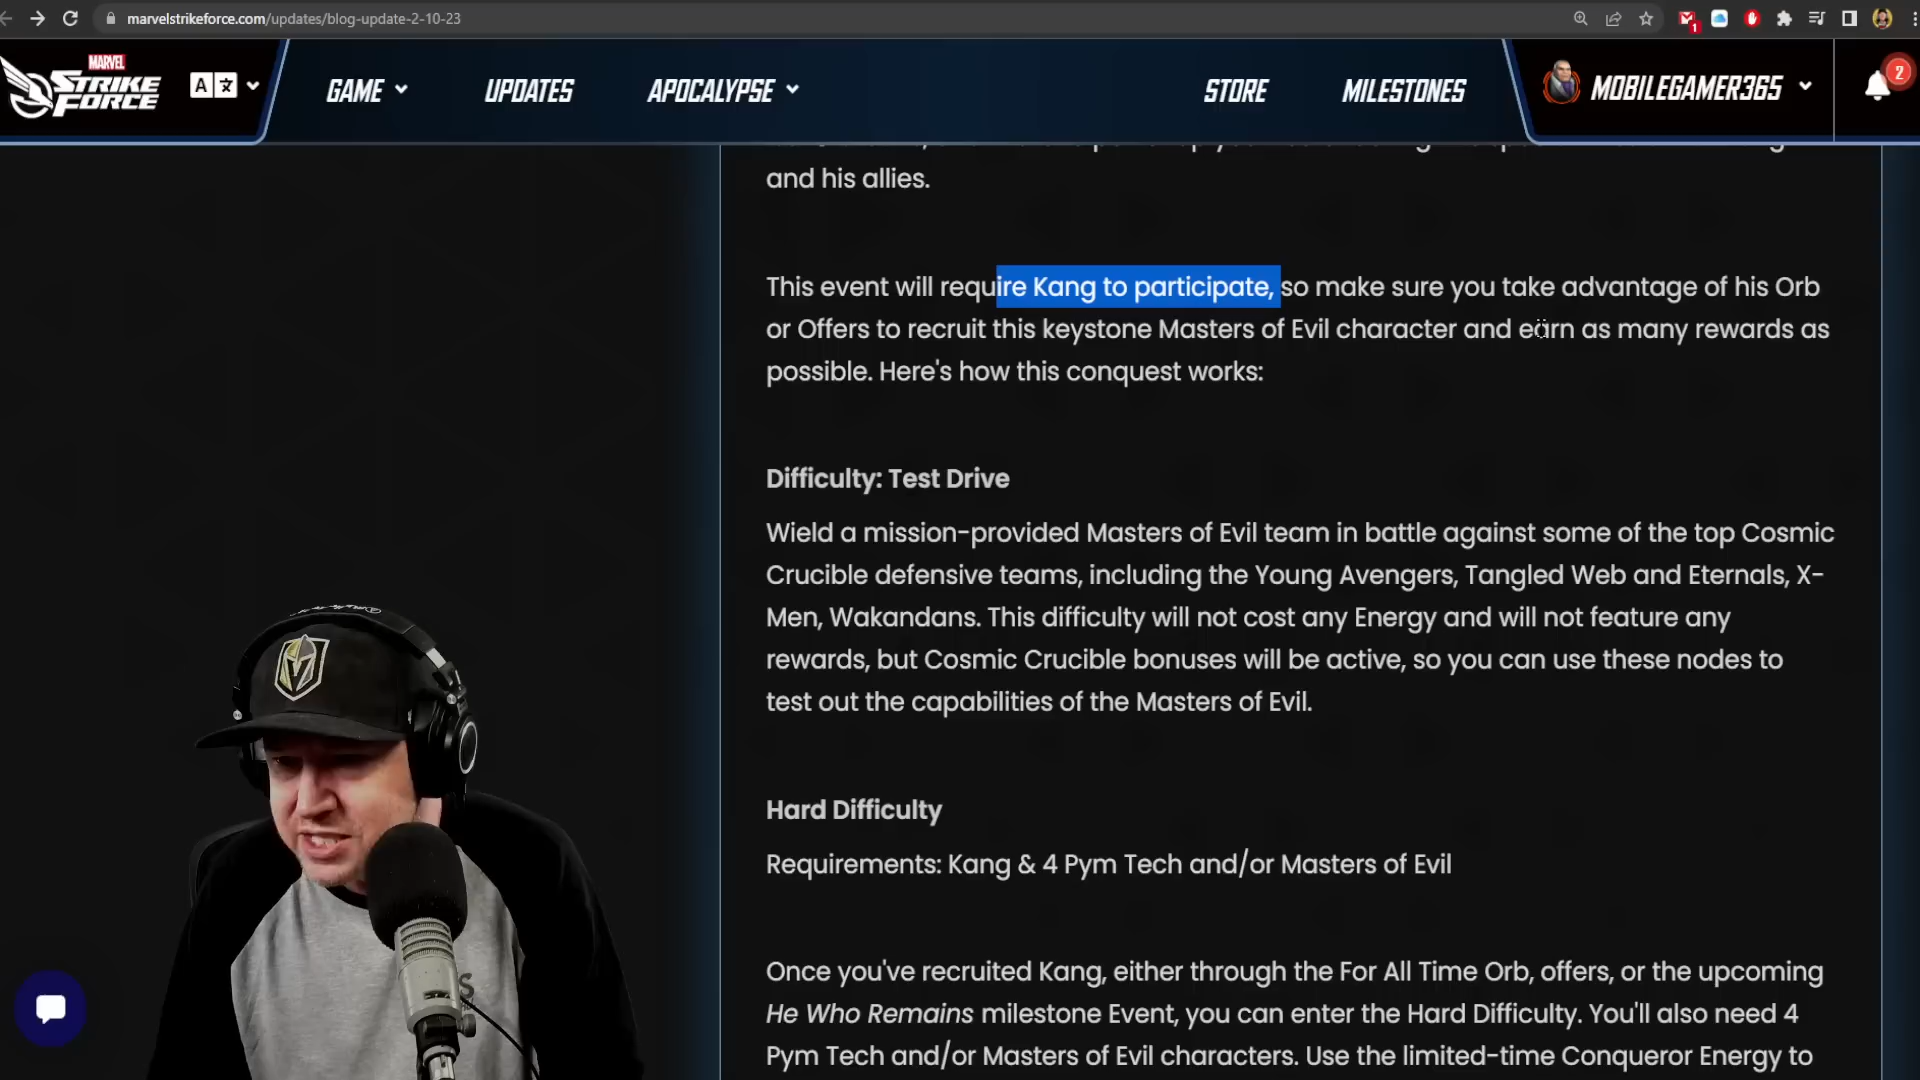 marvelstrikeforce.com/updates/blog-update-2-10-23
1
MARVEL
STRIKE
FORCE
A
GAME
UPDATES
APOCALYPSE
STORE
MILESTONES
MOBILEGAMER365
2
and his allies.
This event will require Kang to participate, so make sure you take advantage of his Orb
or Offers to recruit this keystone Masters of Evil character and earn as many rewards as
possible. Here's how this conquest works:
Difficulty: Test Drive
Wield a mission-provided Masters of Evil team in battle against some of the top Cosmic
Crucible defensive teams, including the Young Avengers, Tangled Web and Eternals, X-
Men, Wakandans. This difficulty will not cost any Energy and will not feature any
rewards, but Cosmic Crucible bonuses will be active, so you can use these nodes to
test out the capabilities of the Masters of Evil.
Hard Difficulty
Requirements: Kang & 4 Pym Tech and/or Masters of Evil
Once you've recruited Kang, either through the For All Time Orb, offers, or the upcoming
He Who Remains milestone Event, you can enter the Hard Difficulty. You'll also need 4
Pym Tech and/or Masters of Evil characters. Use the limited-time Conqueror Energy to